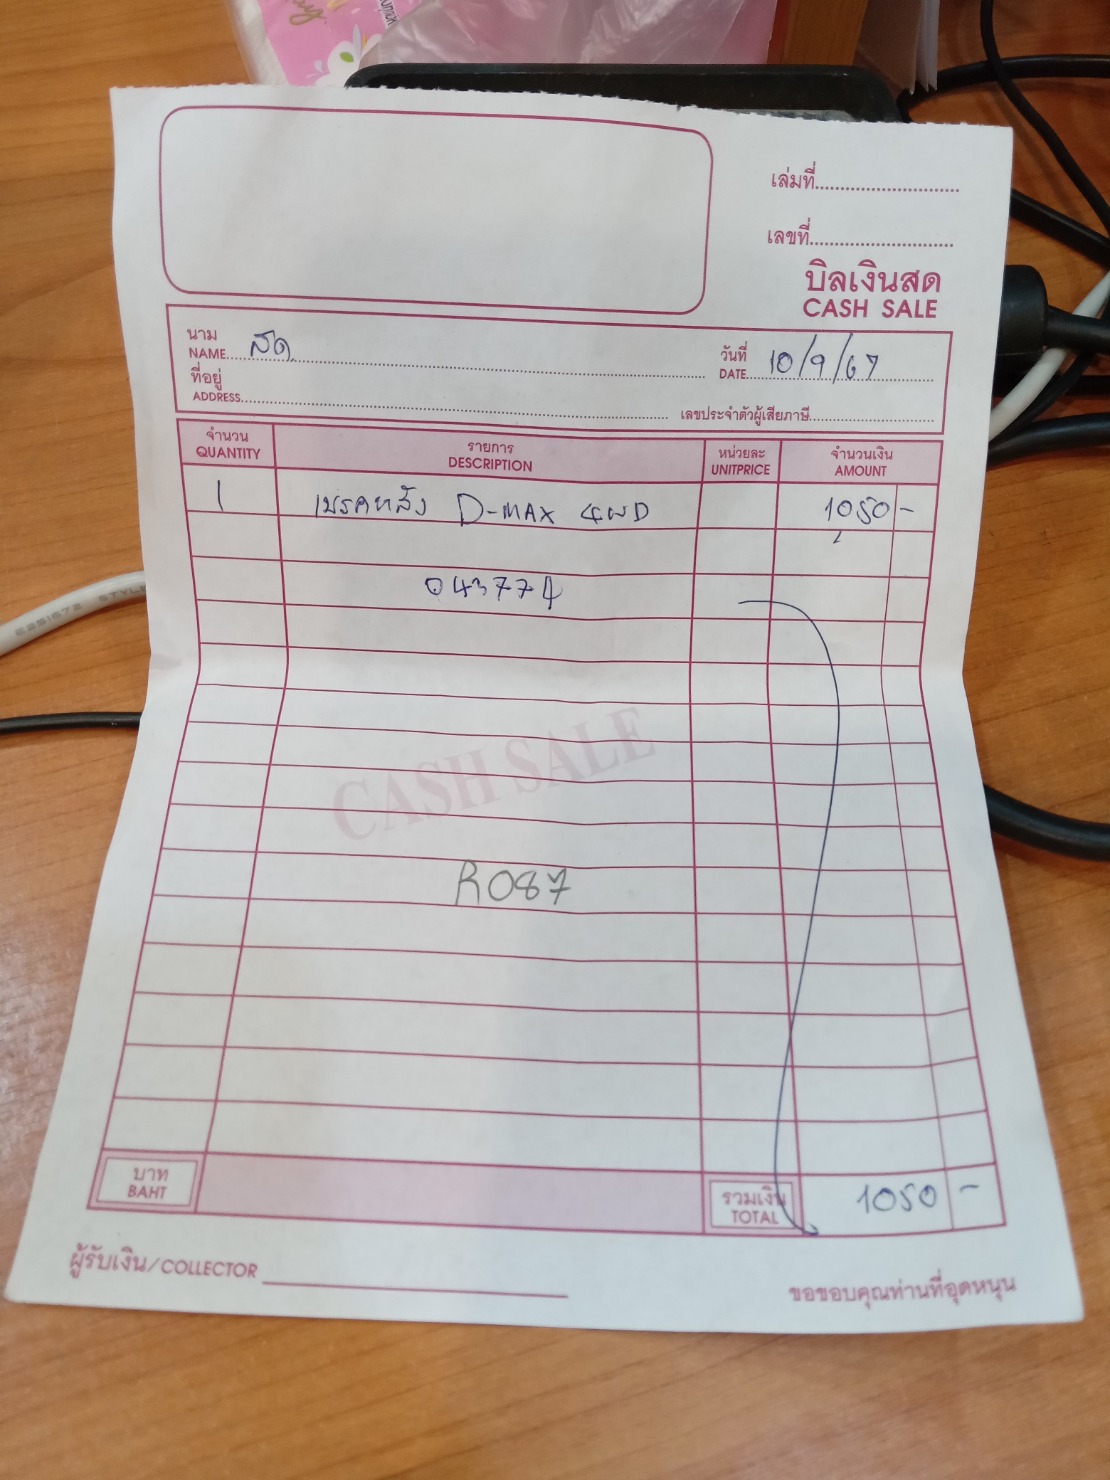 เล่มที่
เลขที่
บิลเงินสด
CASH SALE
นาม
NAME สด
วันที่
DATE 10/9/67
ที่อยู่
ADDRESS
เลขประจำตัวผู้เสียภาษี
จำนวน รายการ หน่วยละ จำนวนเงิน
QUANTITY DESCRIPTION UNITPRICE AMOUNT
1 เบรคหลัง D-MAX 4WD 1050 -
043774
CASH SALE
R087
บาท
BAHT
รวมเงิน
TOTAL
1050 -
ผู้รับเงิน/COLLECTOR
ขอขอบคุณท่านที่อุดหนุน